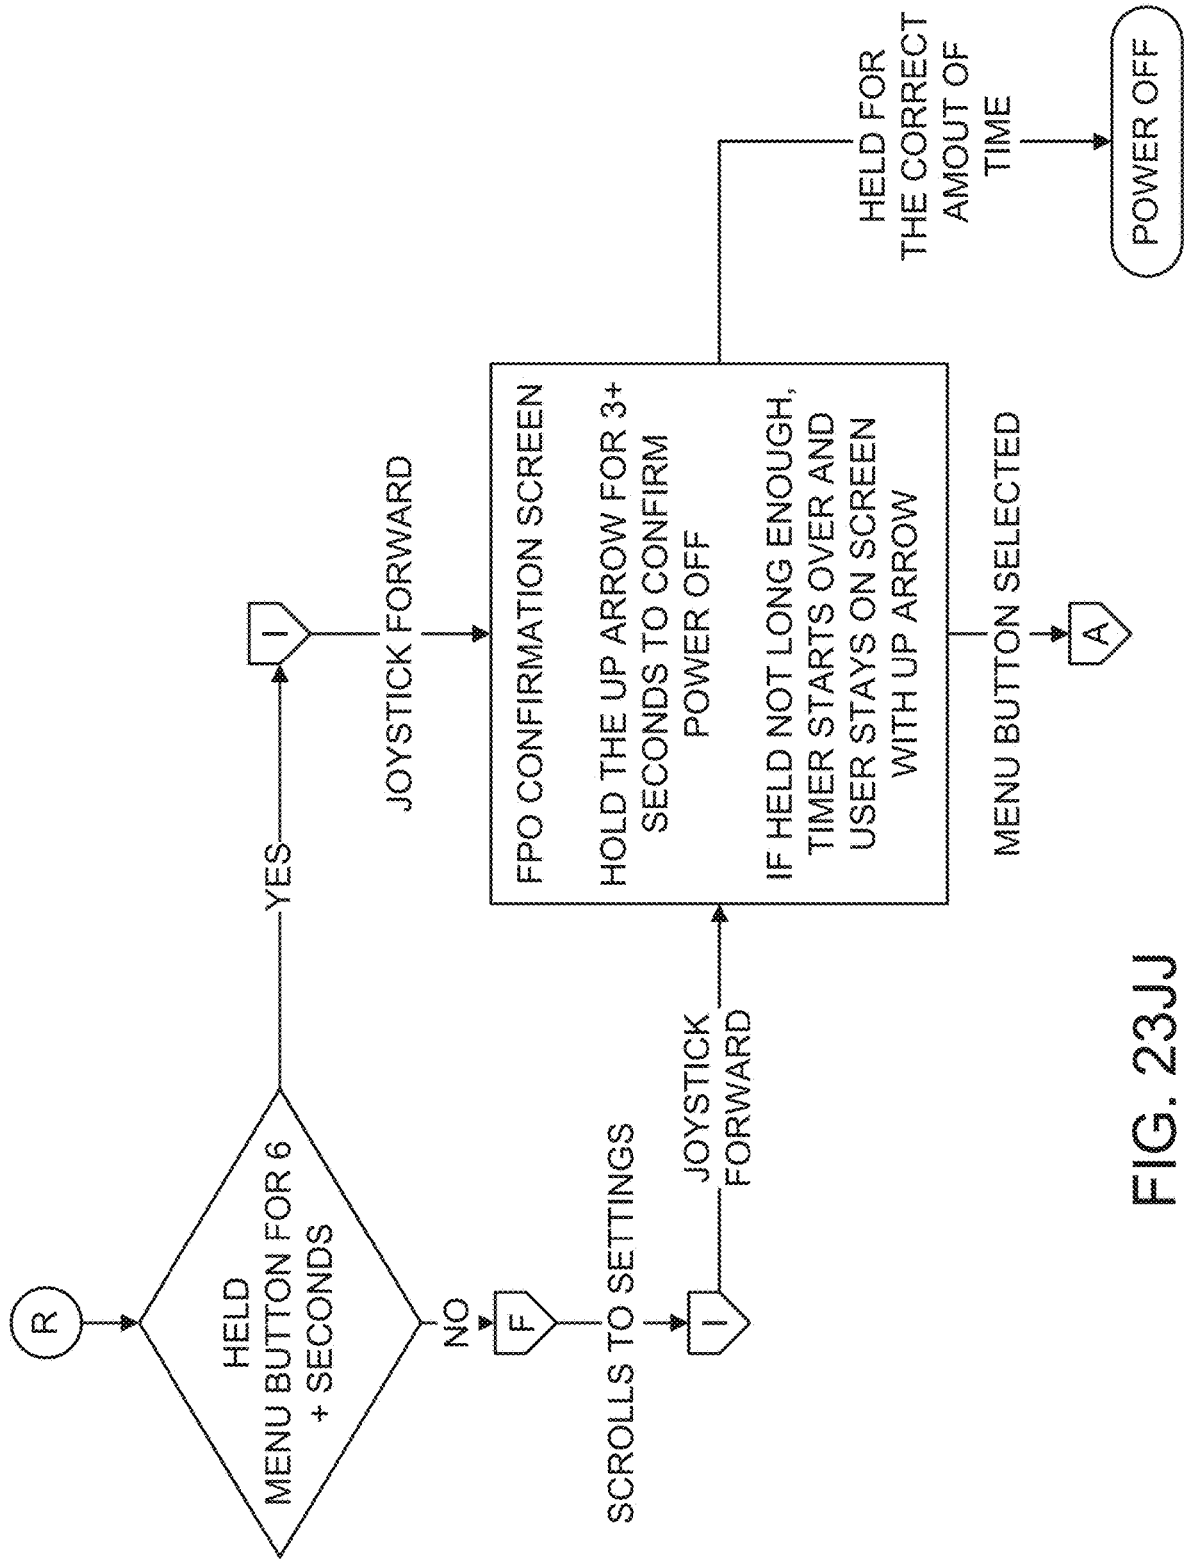 R
HELD
MENU BUTTON FOR 6
+ SECONDS
YES
I
JOYSTICK FORWARD
NO
F
SCROLLS TO SETTINGS
I
JOYSTICK
FORWARD
FPO CONFIRMATION SCREEN
HOLD THE UP ARROW FOR 3+
SECONDS TO CONFIRM
POWER OFF
IF HELD NOT LONG ENOUGH,
TIMER STARTS OVER AND
USER STAYS ON SCREEN
WITH UP ARROW
MENU BUTTON SELECTED
A
HELD FOR
THE CORRECT
AMOUT OF
TIME
POWER OFF
FIG. 23JJ